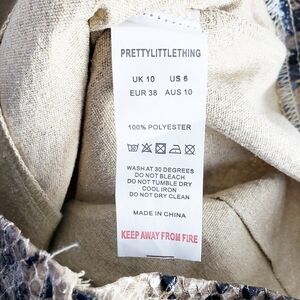 PRETTYLITTLETHING
UK 10 US 6
EUR 38 AUS 10
100% POLYESTER
WASH AT 30 DEGREES
DO NOT BLEACH
DO NOT TUMBLE DRY
COOL IRON
DO NOT DRY CLEAN
MADE IN CHINA
KEEP AWAY FROM FIRE